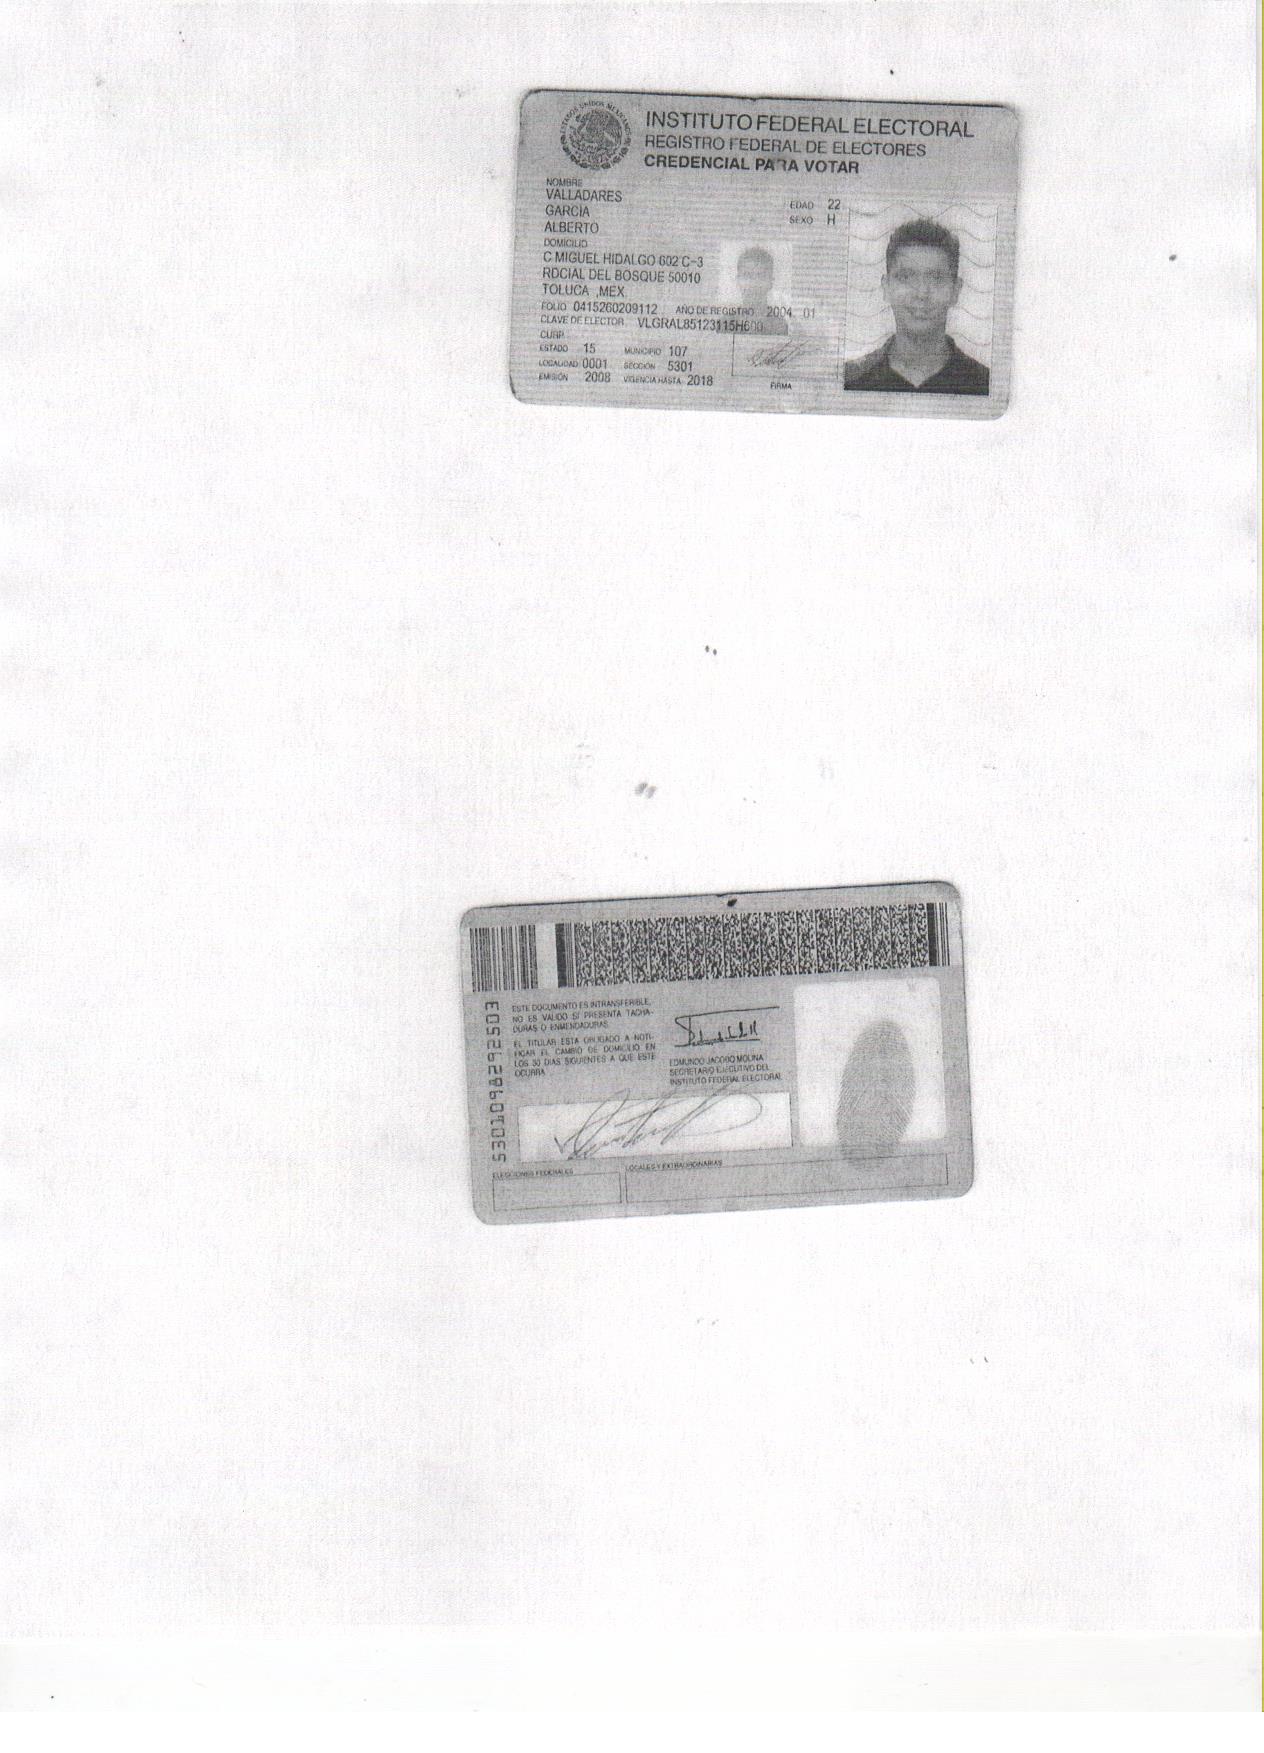 ESTADOS UNIDOS MEXICANOS
INSTITUTO FEDERAL ELECTORAL
REGISTRO FEDERAL DE ELECTORES
CREDENCIAL PARA VOTAR
NOMBRE
VALLADARES
GARCIA
ALBERTO
EDAD 22
SEXO H
DOMICILIO
C MIGUEL HIDALGO 602 C-3
RDCIAL DEL BOSQUE 50010
TOLUCA ,MEX.
FOLIO 0415260209112 AÑO DE REGISTRO 2004 01
CLAVE DE ELECTOR VLGRAL85123115H600
CURP
ESTADO 15 MUNICIPIO 107
LOCALIDAD 0001 SECCION 5301
EMISIÓN 2008 VIGENCIA HASTA 2018
FIRMA
5301098292503
ESTE DOCUMENTO ES INTRANSFERIBLE,
NO ES VALIDO SI PRESENTA TACHA-
DURAS O ENMENDADURAS.
EL TITULAR ESTA OBLIGADO A NOTI-
FICAR EL CAMBIO DE DOMICILIO EN
LOS 30 DIAS SIGUIENTES A QUE ESTE
OCURRA
EDMUNDO JACOBO MOLINA
SECRETARIO EJECUTIVO DEL
INSTITUTO FEDERAL ELECTORAL
ELECCIONES FEDERALES
LOCALES Y EXTRAORDINARIAS